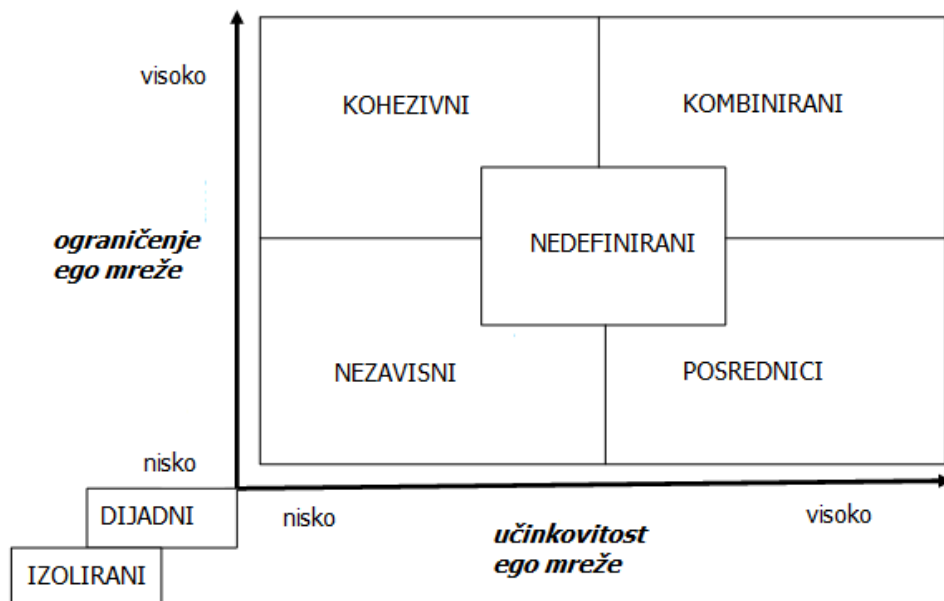 visoko
KOHEZIVNI
KOMBINIRANI
ograničenje
ego mreže
NEDEFINIRANI
NEZAVISNI
POSREDNICI
nisko
DIJADNI
nisko
visoko
učinkovitost
ego mreže
IZOLIRANI